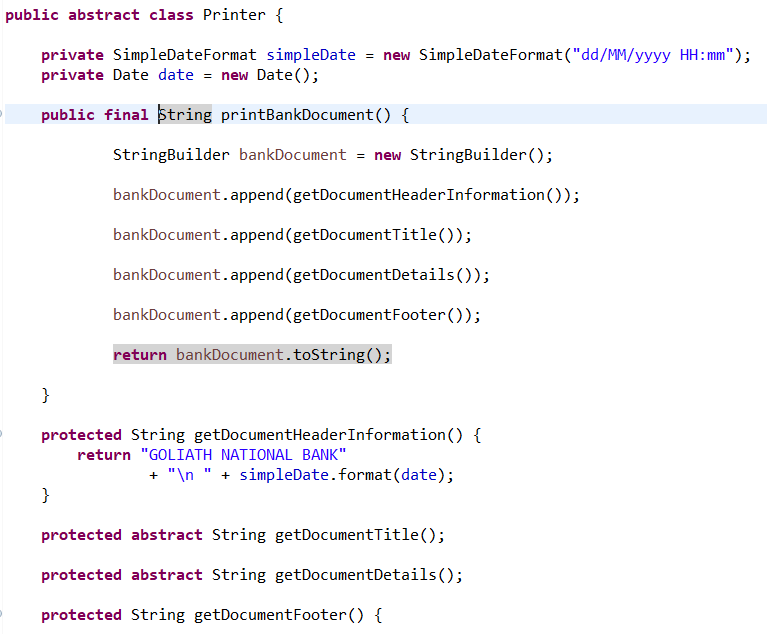 public abstract class Printer {
private SimpleDateFormat simpleDate = new SimpleDateFormat("dd/MM/yyyy HH:mm");
private Date date = new Date();
public final String printBankDocument() {
StringBuilder bankDocument = new StringBuilder();
bankDocument.append(getDocumentHeaderInformation());
bankDocument.append(getDocumentTitle());
bankDocument.append(getDocumentDetails());
bankDocument.append(getDocumentFooter());
return bankDocument.toString();
}
protected String getDocumentHeaderInformation() {
return "GOLIATH NATIONAL BANK"
+ "\n " + simpleDate.format(date);
}
protected abstract String getDocumentTitle();
protected abstract String getDocumentDetails();
protected String getDocumentFooter() {